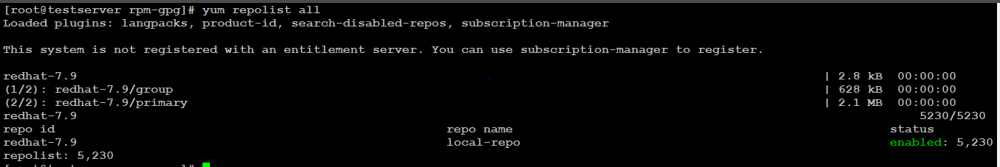 [root@testserver rpm-gpg]# yum repolist all
Loaded plugins: langpacks, product-id, search-disabled-repos, subscription-manager
This system is not registered with an entitlement server. You can use subscription-manager to register.
redhat-7.9 | 2.8 kB 00:00:00
(1/2): redhat-7.9/group | 628 kB 00:00:00
(2/2): redhat-7.9/primary | 2.1 MB 00:00:00
redhat-7.9 5230/5230
repo id repo name status
redhat-7.9 local-repo enabled: 5,230
repolist: 5,230